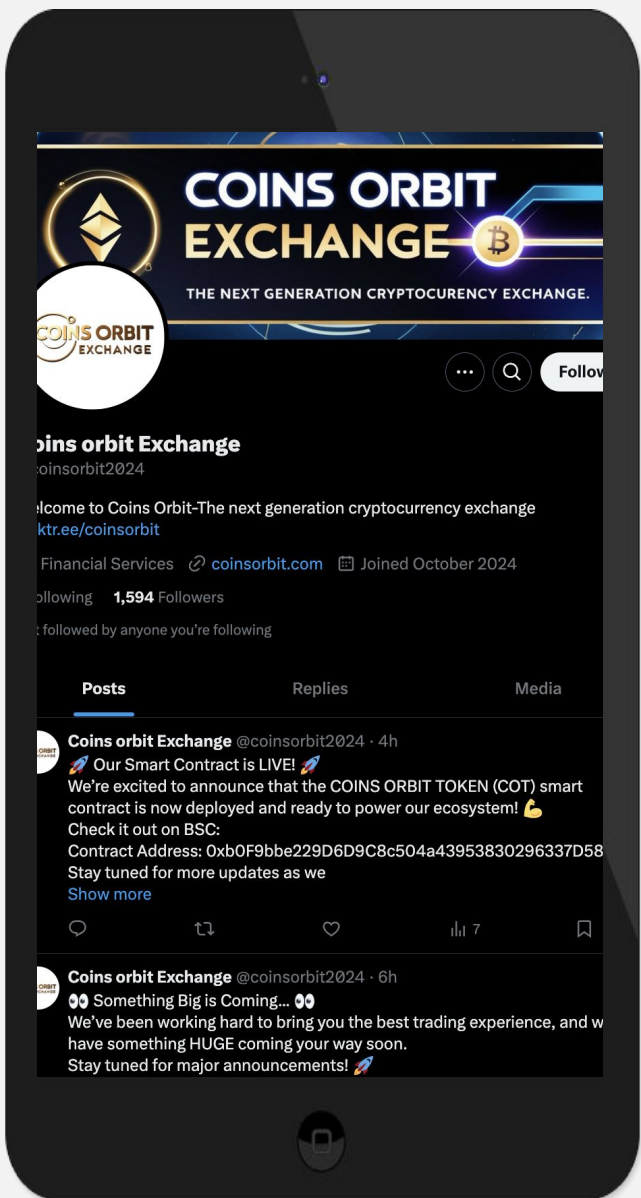 COINS ORBIT
EXCHANGE
THE NEXT GENERATION CRYPTOCURENCY EXCHANGE.
COINS ORBIT
EXCHANGE
Follow
oins orbit Exchange
coinsorbit2024
elcome to Coins Orbit-The next generation cryptocurrency exchange
ktr.ee/coinsorbit
Financial Services coinsorbit.com Joined October 2024
ollowing 1,594 Followers
t followed by anyone you're following
Posts Replies Media
Coins orbit Exchange @coinsorbit2024 · 4h
🚀 Our Smart Contract is LIVE! 🚀
We're excited to announce that the COINS ORBIT TOKEN (COT) smart
contract is now deployed and ready to power our ecosystem! 💪
Check it out on BSC:
Contract Address: 0xb0F9bbe229D6D9C8c504a43953830296337D58
Stay tuned for more updates as we
Show more
7
Coins orbit Exchange @coinsorbit2024 · 6h
👀 Something Big is Coming... 👀
We've been working hard to bring you the best trading experience, and w
have something HUGE coming your way soon.
Stay tuned for major announcements! 🚀